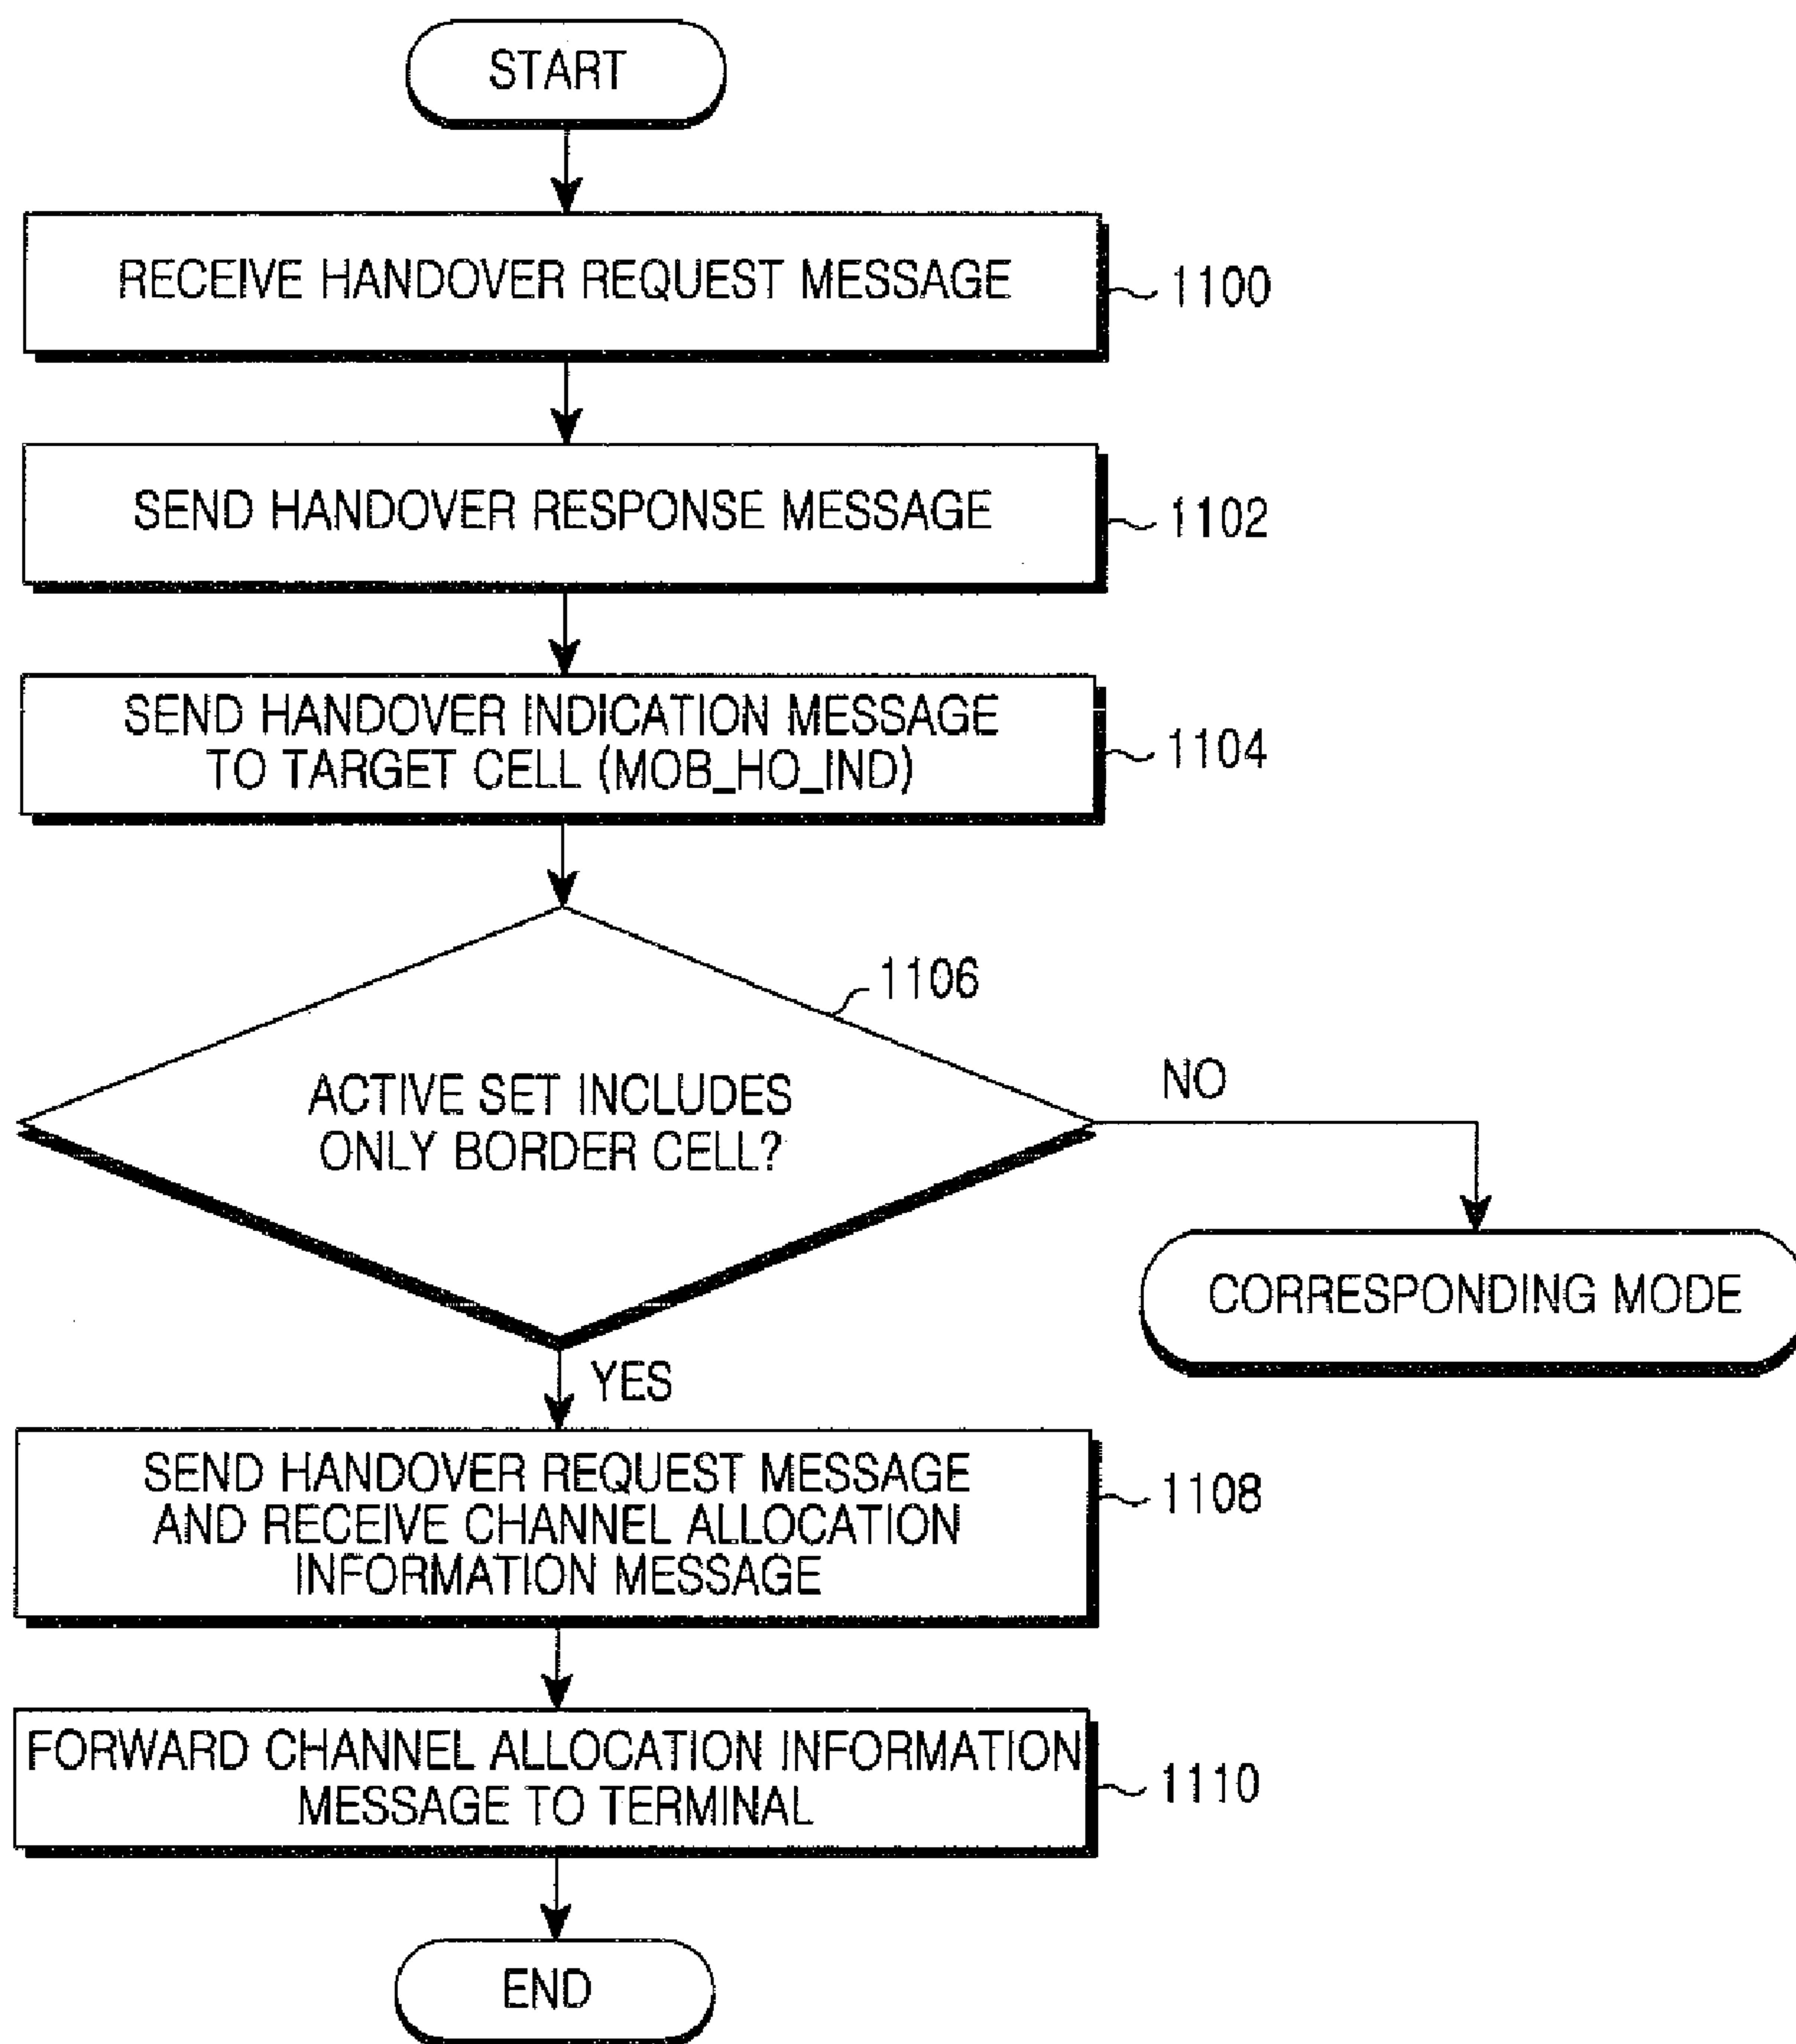 START
RECEIVE HANDOVER REQUEST MESSAGE
1100
SEND HANDOVER RESPONSE MESSAGE
1102
SEND HANDOVER INDICATION MESSAGE
TO TARGET CELL (MOB_HO_IND)
1104
1106
ACTIVE SET INCLUDES
ONLY BORDER CELL?
NO
CORRESPONDING MODE
YES
SEND HANDOVER REQUEST MESSAGE
AND RECEIVE CHANNEL ALLOCATION
INFORMATION MESSAGE
1108
FORWARD CHANNEL ALLOCATION INFORMATION
MESSAGE TO TERMINAL
1110
END